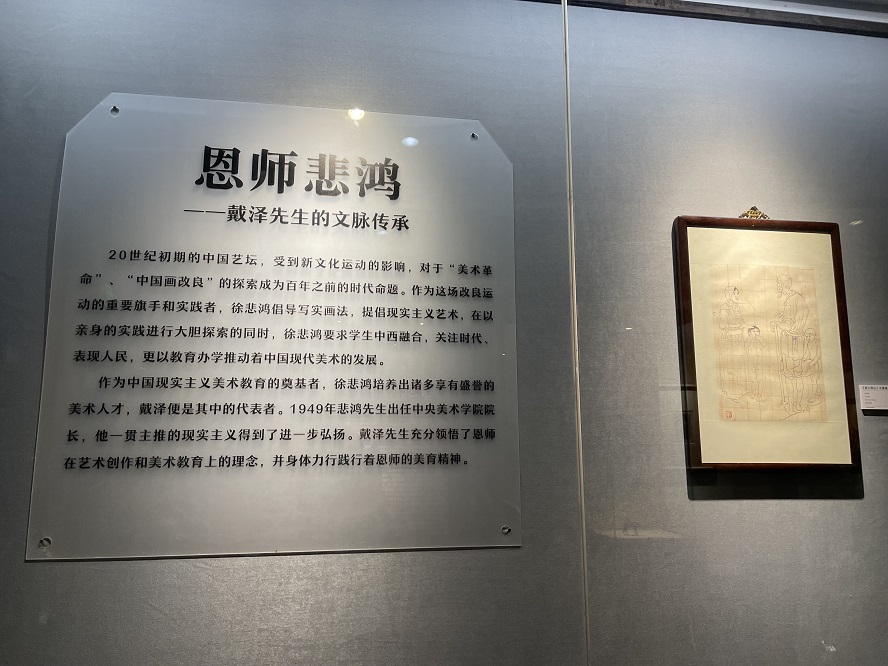 恩师悲鸿
——戴泽先生的文脉传承
20世纪初期的中国艺坛，受到新文化运动的影响，对于“美术革
命”、“中国画改良”的探索成为百年之前的时代命题。作为这场改良运
动的重要旗手和实践者，徐悲鸿倡导写实画法，提倡现实主义艺术，在以
亲身的实践进行大胆探索的同时，徐悲鸿要求学生中西融合，关注时代、
表现人民，更以教育办学推动着中国现代美术的发展。
作为中国现实主义美术教育的奠基者，徐悲鸿培养出诸多享有盛誉的
美术人才，戴泽便是其中的代表者。1949年悲鸿先生出任中央美术学院院
长，他一贯主推的现实主义得到了进一步弘扬。戴泽先生充分领悟了恩师
在艺术创作和美术教育上的理念，并身体力行践行着恩师的美育精神。